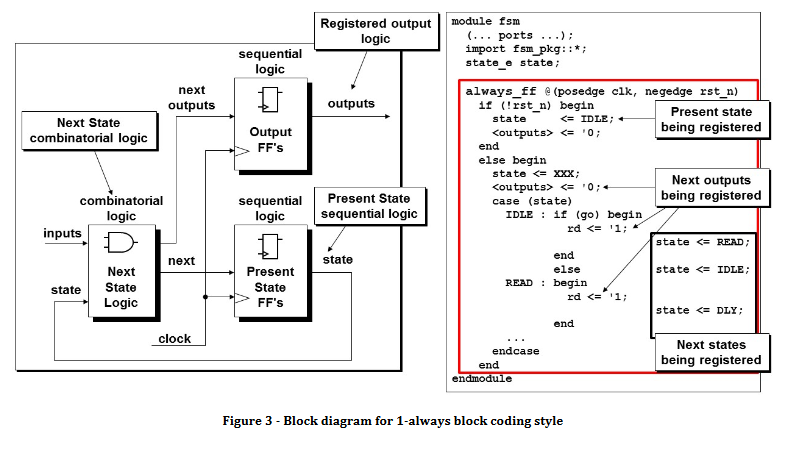 Registered output
logic
sequential
logic
next
outputs
outputs
Output
FF's
Next State
combinatorial logic
combinatorial
logic
inputs
Next
State
Logic
state
next
sequential
logic
Present
State
FF's
Present State
sequential logic
state
clock
module fsm
(... ports ...);
import fsm_pkg::*;
state_e state;
always_ff @(posedge clk, negedge rst_n)
if (!rst_n) begin
state <= IDLE;
<outputs> <= '0;
end
else begin
state <= XXX;
<outputs> <= '0;
case (state)
IDLE : if (go) begin
rd <= '1;
state <= READ;
end
else
state <= IDLE;
READ : begin
rd <= '1;
state <= DLY;
end
...
endcase
end
endmodule
Present state
being registered
Next outputs
being registered
Next states
being registered
Figure 3 - Block diagram for 1-always block coding style